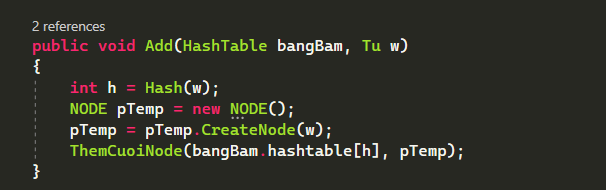 2 references
public void Add(HashTable bangBam, Tu w)
{
int h = Hash(w);
NODE pTemp = new NODE();
pTemp = pTemp.CreateNode(w);
ThemCuoiNode(bangBam.hashtable[h], pTemp);
}